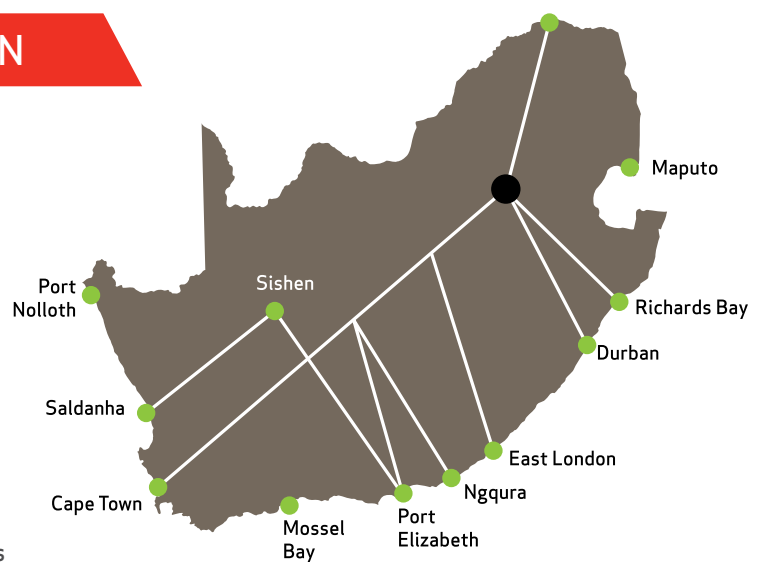 N
Maputo
Sishen
Port
Nolloth
Richards Bay
Durban
Saldanha
East London
Ngqura
Cape Town
Port
Elizabeth
Mossel
Bay
s